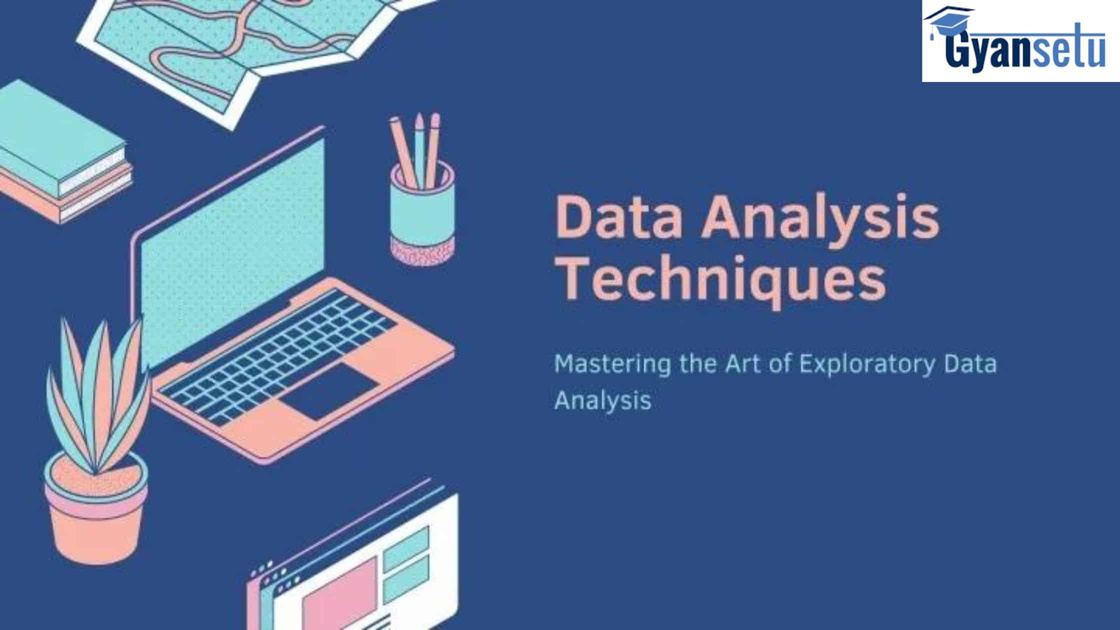 Gyansetu
Data Analysis
Techniques
Mastering the Art of Exploratory Data
Analysis